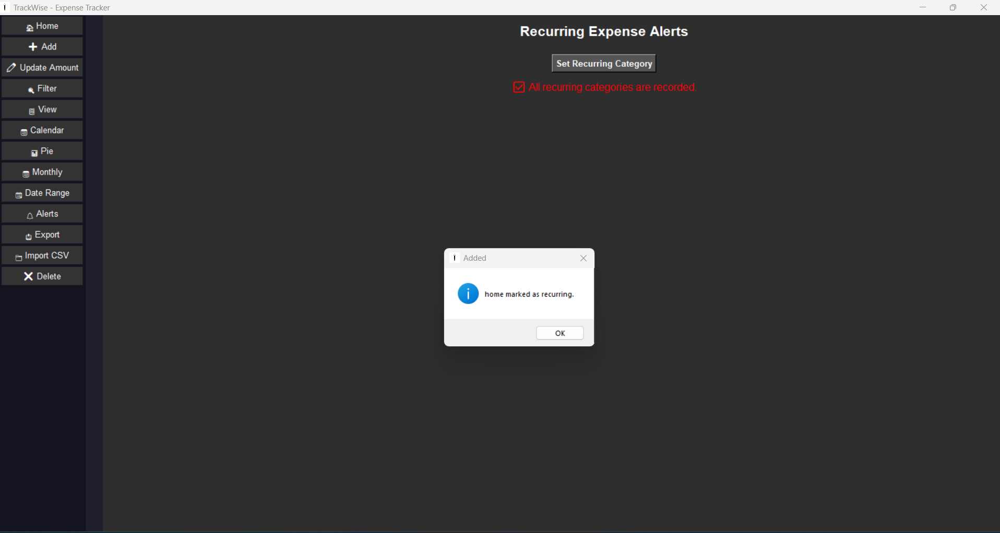 TrackWise - Expense Tracker
Home
Add
Update Amount
Filter
View
Calendar
Pie
Monthly
Date Range
Alerts
Export
Import CSV
Delete
Recurring Expense Alerts
Set Recurring Category
All recurring categories are recorded.
Added
home marked as recurring.
OK